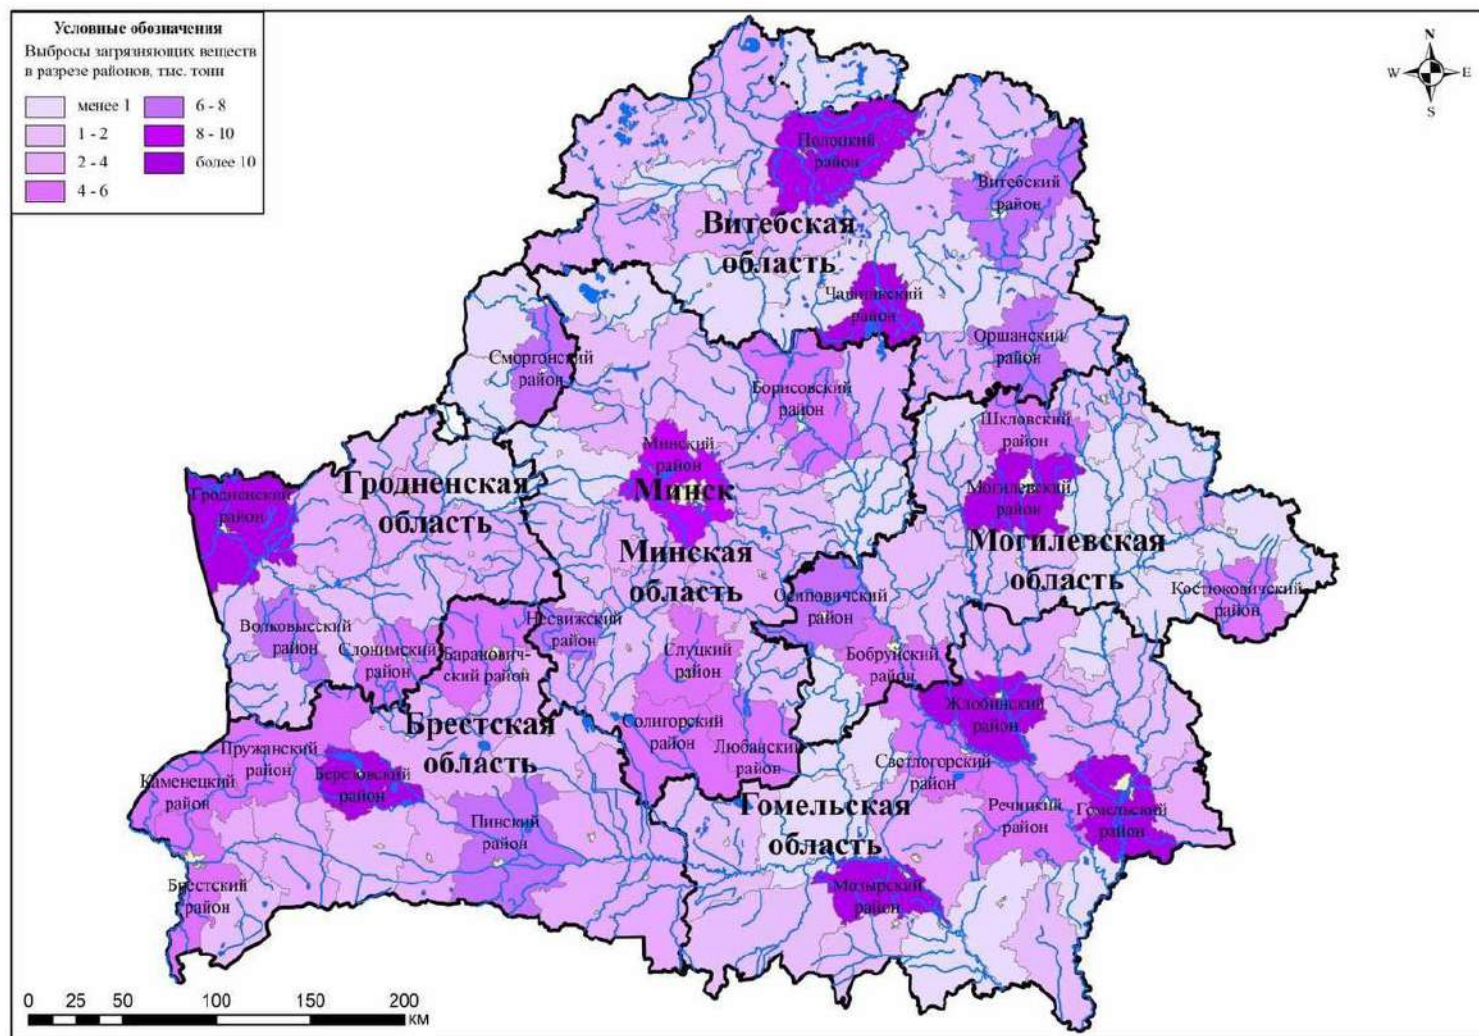 Условные обозначения
Выбросы загрязняющих веществ
в разрезе районов, тыс. тонн
менее 1
6 - 8
1 - 2
8 - 10
2 - 4
более 10
4 - 6
N
W
E
S
Полоцкий
район
Витебский
район
Витебская
область
Чашникский
район
Оршанский
район
Сморгонский
район
Борисовский
район
Шкловский
район
Минский
район
Минск
Гродненская
область
Гродненский
район
Могилевский
район
Могилевская
область
Минская
область
Костюковичский
район
Осиповичский
район
Волковысский
район
Несвижский
район
Слонимский
район
Баранович-
ский район
Слуцкий
район
Бобруйский
район
Жлобинский
район
Брестская
область
Солигорский
район
Любанский
район
Пружанский
район
Каменецкий
район
Березовский
район
Светлогорский
район
Речицкий
район
Гомельский
район
Гомельская
область
Пинский
район
Брестский
район
Мозырский
район
0 25 50 100 150 200
КМ